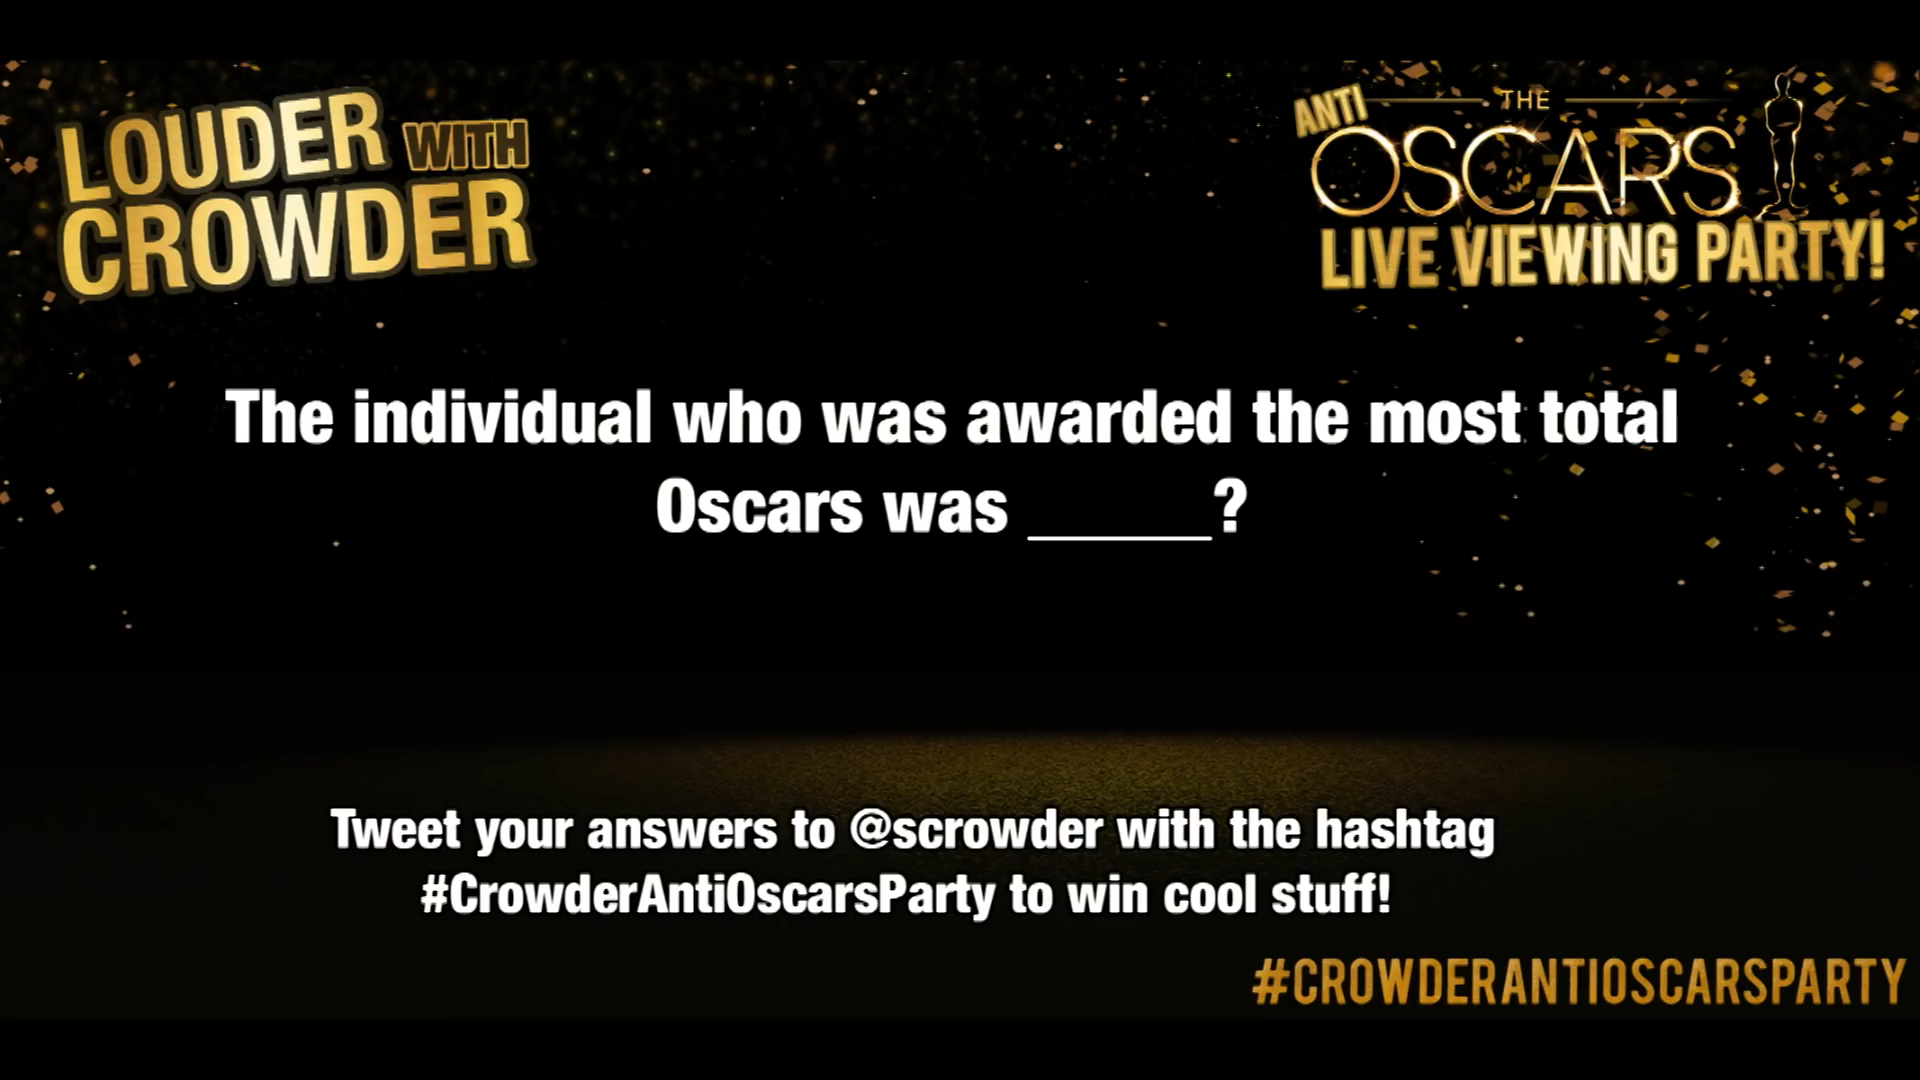 LOUDER WITH
CROWDER
ANTI
THE
OSCARS
LIVE VIEWING PARTY!
The individual who was awarded the most total
Oscars was ______?
Tweet your answers to @scrowder with the hashtag
#CrowderAntiOscarsParty to win cool stuff!
#CROWDERANTIOSCARSPARTY